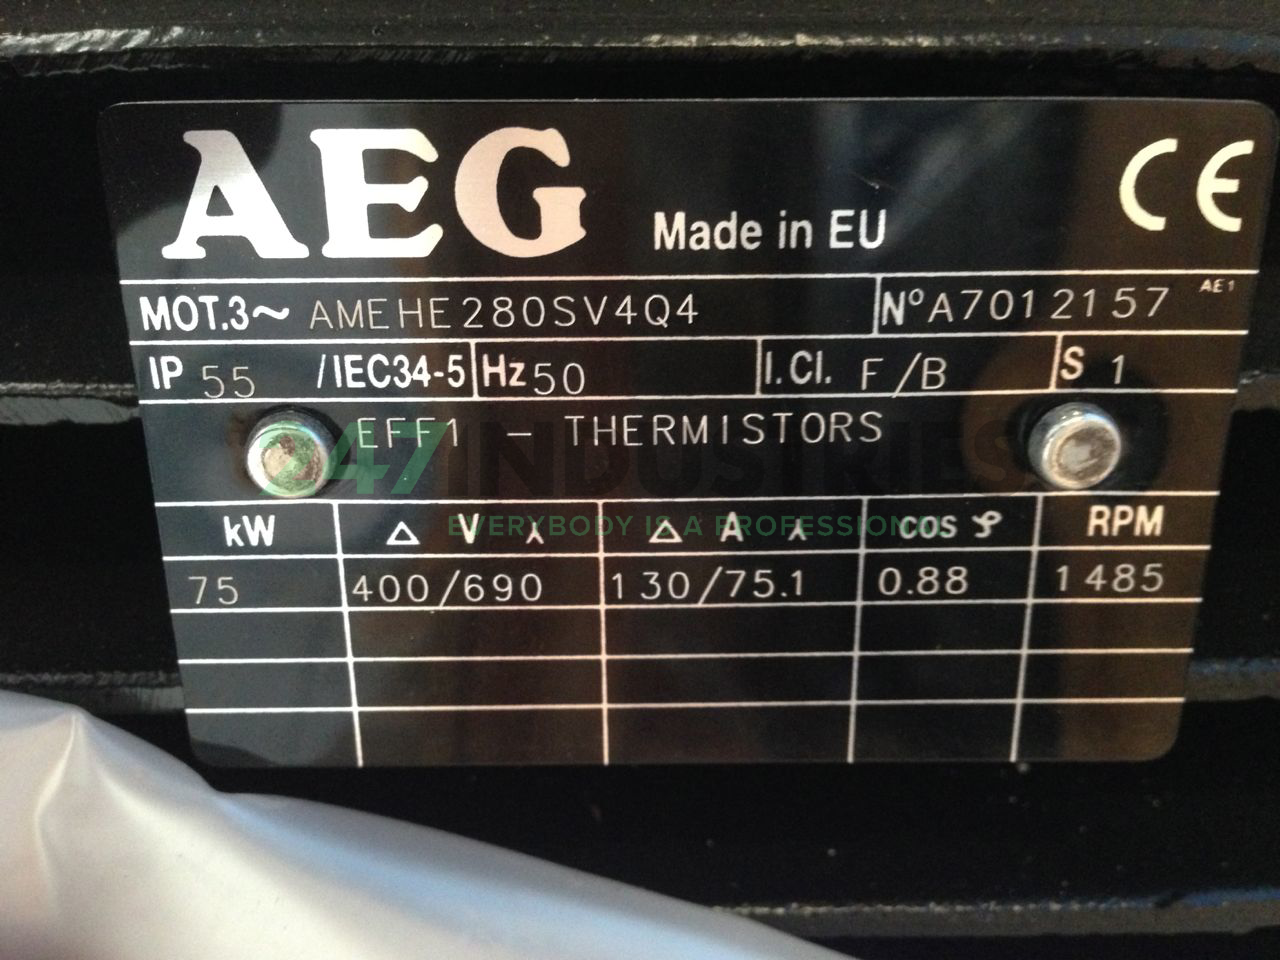 AEG Made in EU CE
MOT.3~ AMEHE280SV4Q4 N°A7012157 AE1
IP 55 /IEC34-5 Hz 50 I.Cl. F/B S 1
EFF1 - THERMISTORS
247 INDUSTRIES
EVERYBODY IS A PROFESSIONAL
kW △ V ⅄ △ A ⅄ cos φ RPM
75 400/690 130/75.1 0.88 1485